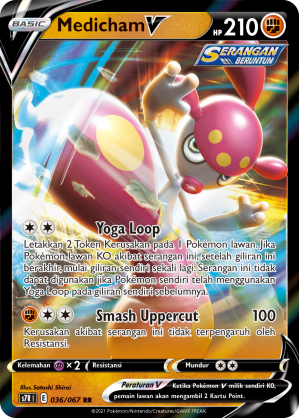 BASIC
Medicham V
HP 210
SERANGAN
BERUNTUN
Yoga Loop
Letakkan 2 Token Kerusakan pada 1 Pokémon lawan. Jika
Pokémon lawan KO akibat serangan ini, setelah giliran ini
berakhir, mulai giliran sendiri sekali lagi. Serangan ini tidak
dapat digunakan jika Pokémon sendiri telah menggunakan
Yoga Loop pada giliran sendiri sebelumnya.
Smash Uppercut 100
Kerusakan akibat serangan ini tidak terpengaruh oleh
Resistansi.
Kelemahan × 2 Resistansi Mundur
Illus. Satoshi Shirai
s7R I E 036/067 RR
Peraturan V Ketika Pokémon V milik sendiri KO,
pemain lawan akan mengambil 2 Kartu Point.
©2021 Pokémon/Nintendo/Creatures/GAME FREAK.